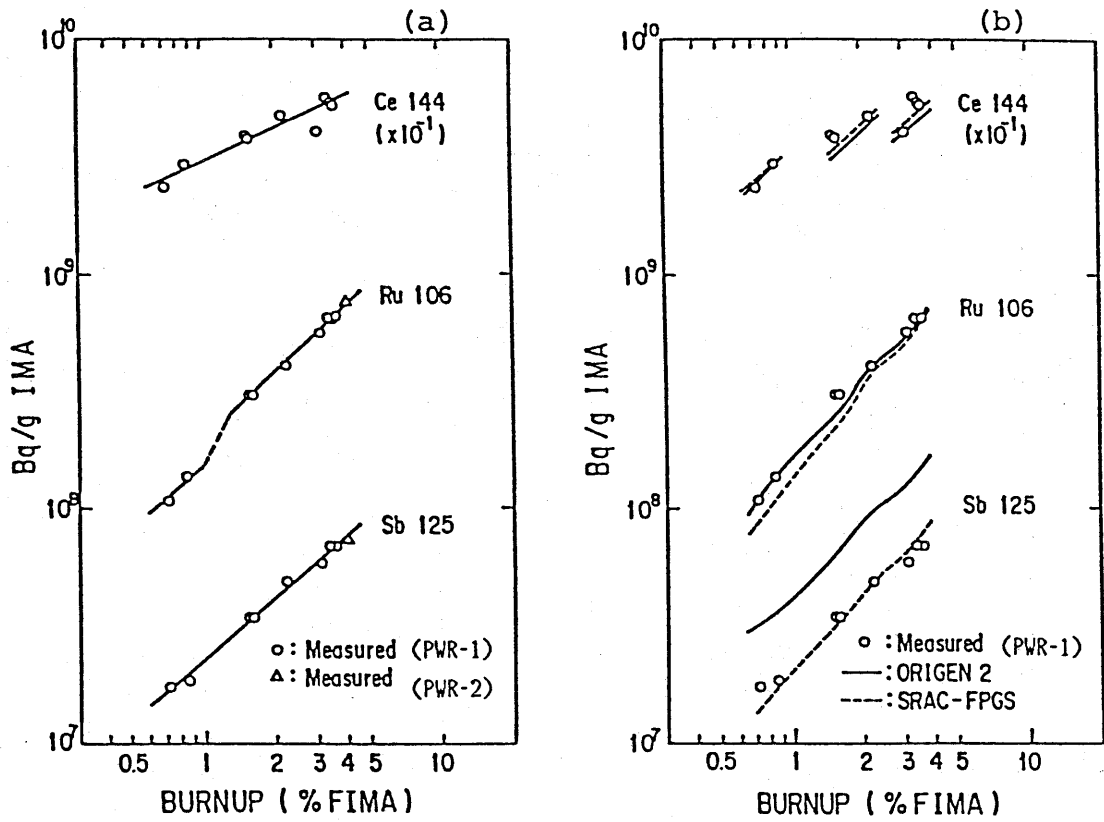 (a)
10^10
Ce 144
(x10^-1)
10^9
Ru 106
Bq/g IMA
10^8
Sb 125
○: Measured (PWR-1)
△: Measured (PWR-2)
10^7
0.5 1 2 3 4 5 10
BURNUP ( % FIMA)
(b)
10^10
Ce 144
(x10^-1)
10^9
Ru 106
Bq/g IMA
10^8
Sb 125
○: Measured (PWR-1)
—: ORIGEN 2
----: SRAC-FPGS
10^7
0.5 1 2 3 4 5 10
BURNUP ( % FIMA)